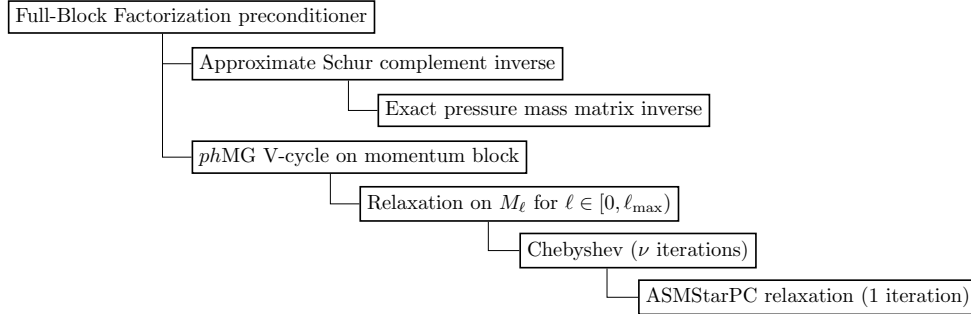 Full-Block Factorization preconditioner
Approximate Schur complement inverse
Exact pressure mass matrix inverse
phMG V-cycle on momentum block
Relaxation on M_ℓ for ℓ ∈ [0, ℓ_max)
Chebyshev (ν iterations)
ASMStarPC relaxation (1 iteration)